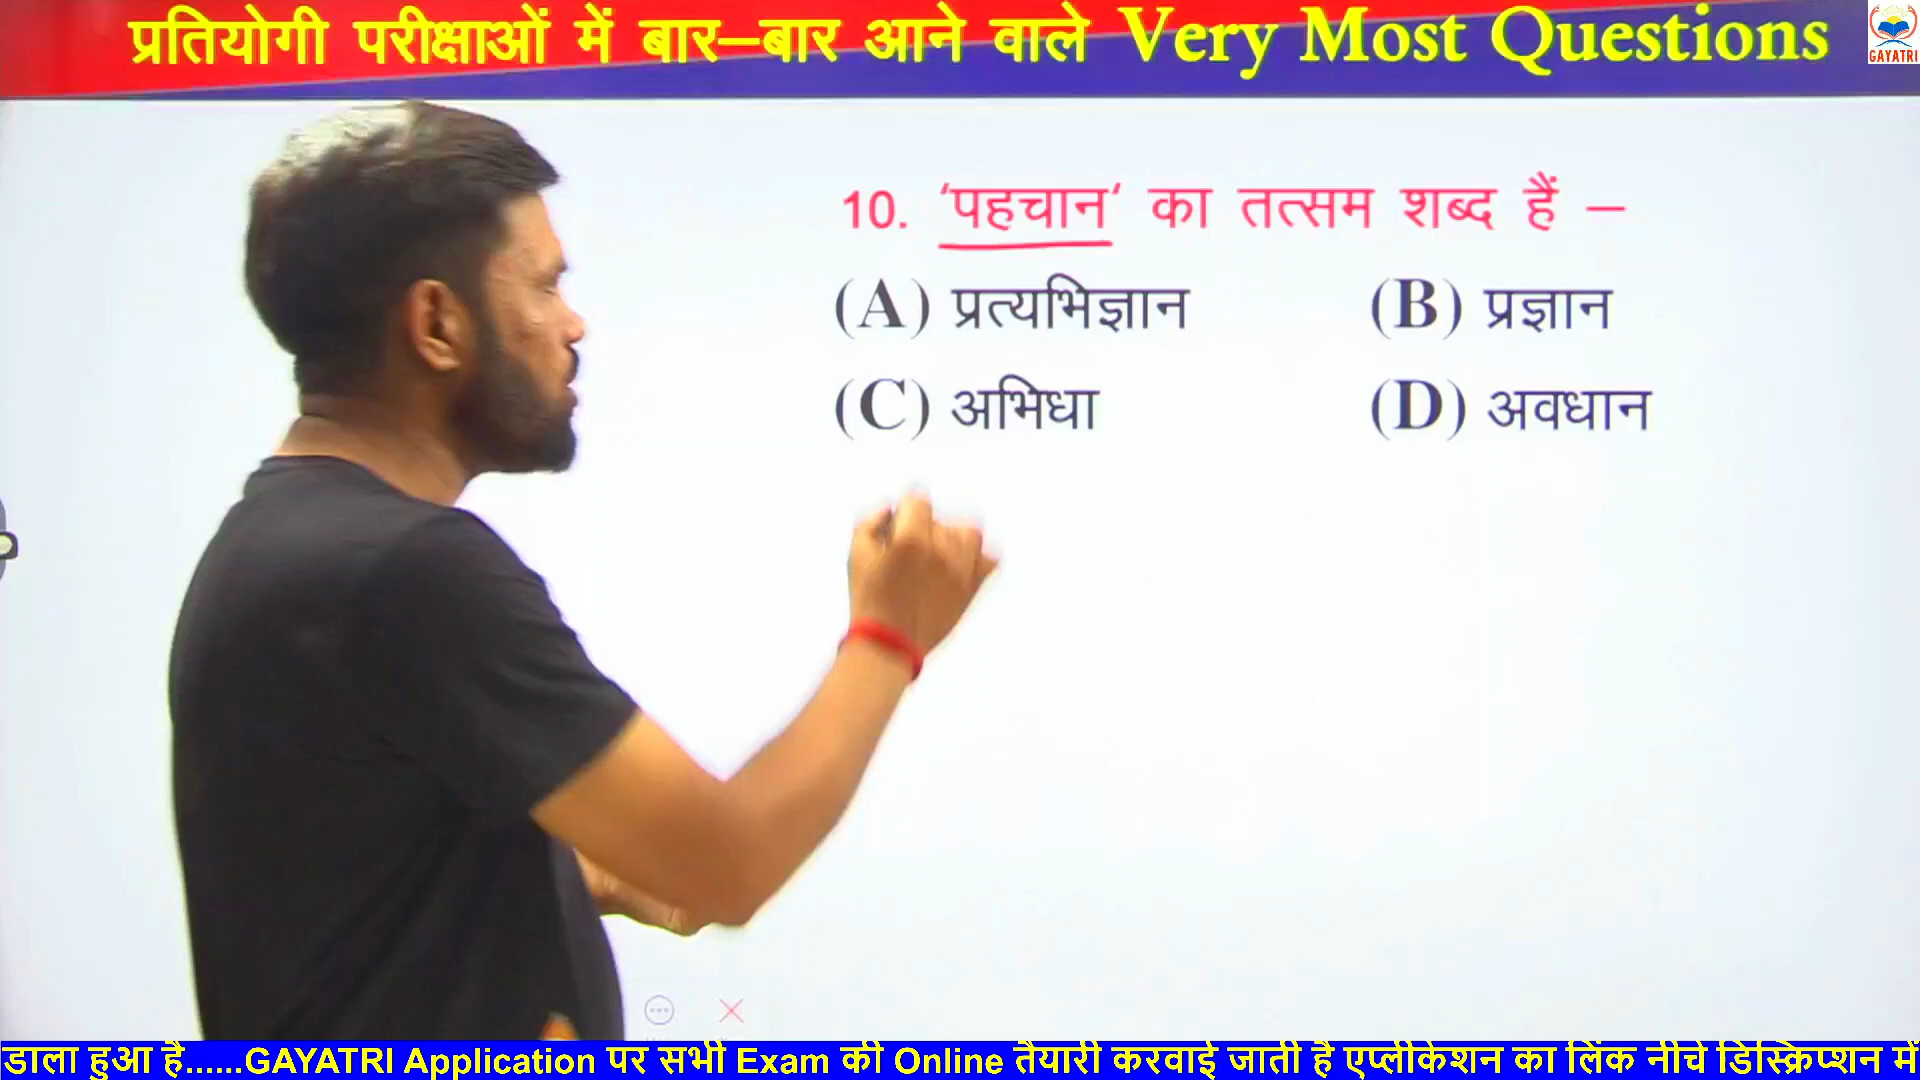 प्रतियोगी परीक्षाओं में बार–बार आने वाले Very Most Questions
GAYATRI
10. ‘पहचान‘ का तत्सम शब्द हैं –
(A) प्रत्यभिज्ञान (B) प्रज्ञान
(C) अभिधा (D) अवधान
डाला हुआ है......GAYATRI Application पर सभी Exam की Online तैयारी करवाई जाती है एप्लीकेशन का लिंक नीचे डिस्क्रिप्शन में